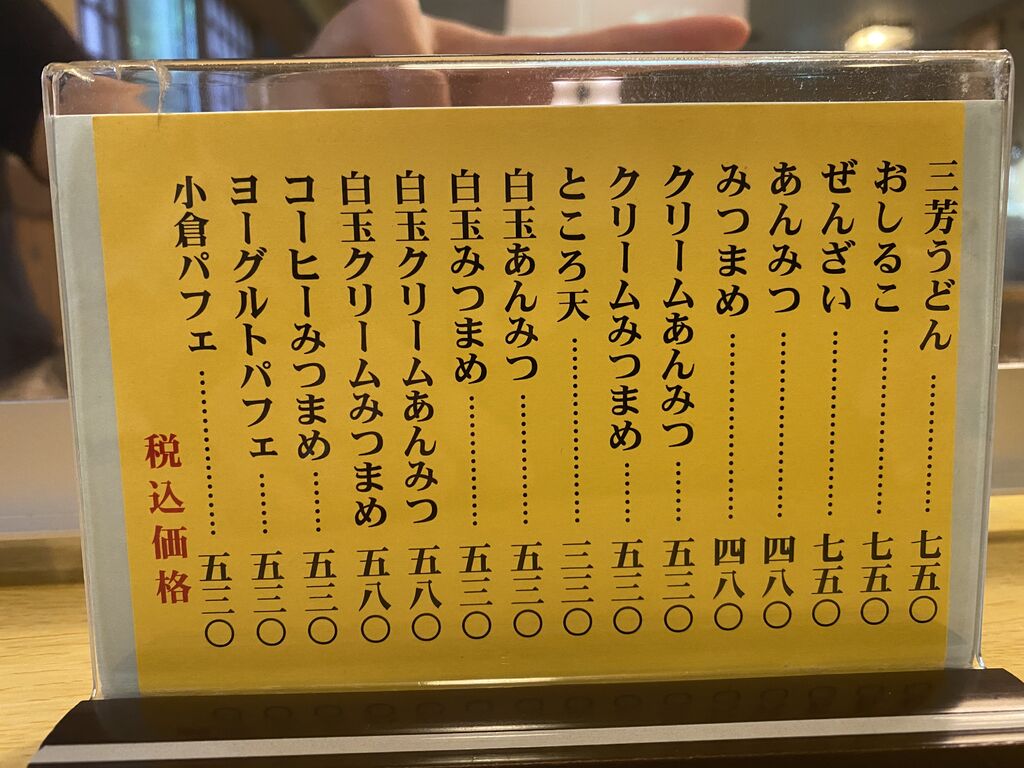 三芳うどん…………七五〇
おしるこ…………七五〇
ぜんざい…………七五〇
あんみつ…………四八〇
みつまめ…………四八〇
クリームあんみつ……五三〇
クリームみつまめ……五三〇
ところ天…………三三〇
白玉あんみつ…………五三〇
白玉みつまめ…………五三〇
白玉クリームあんみつ 五八〇
白玉クリームみつまめ 五八〇
コーヒーみつまめ……五三〇
ヨーグルトパフェ……五三〇
小倉パフェ…………五三〇
税込価格